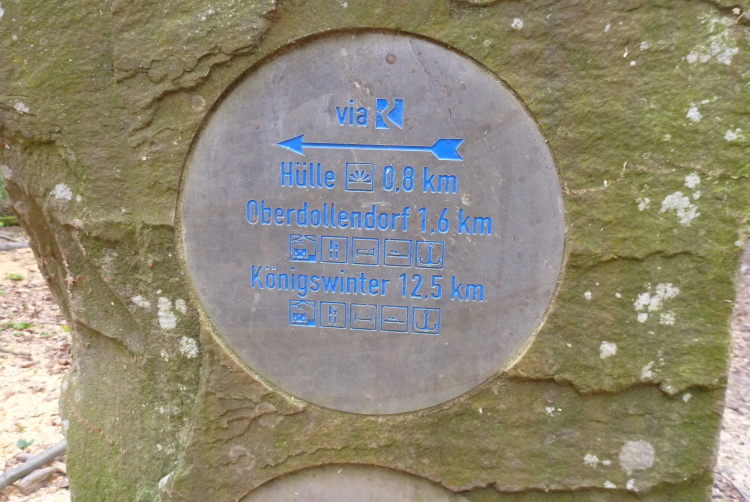 via R
Hülle 0,8 km
Oberdollendorf 1,6 km
Königswinter 12,5 km